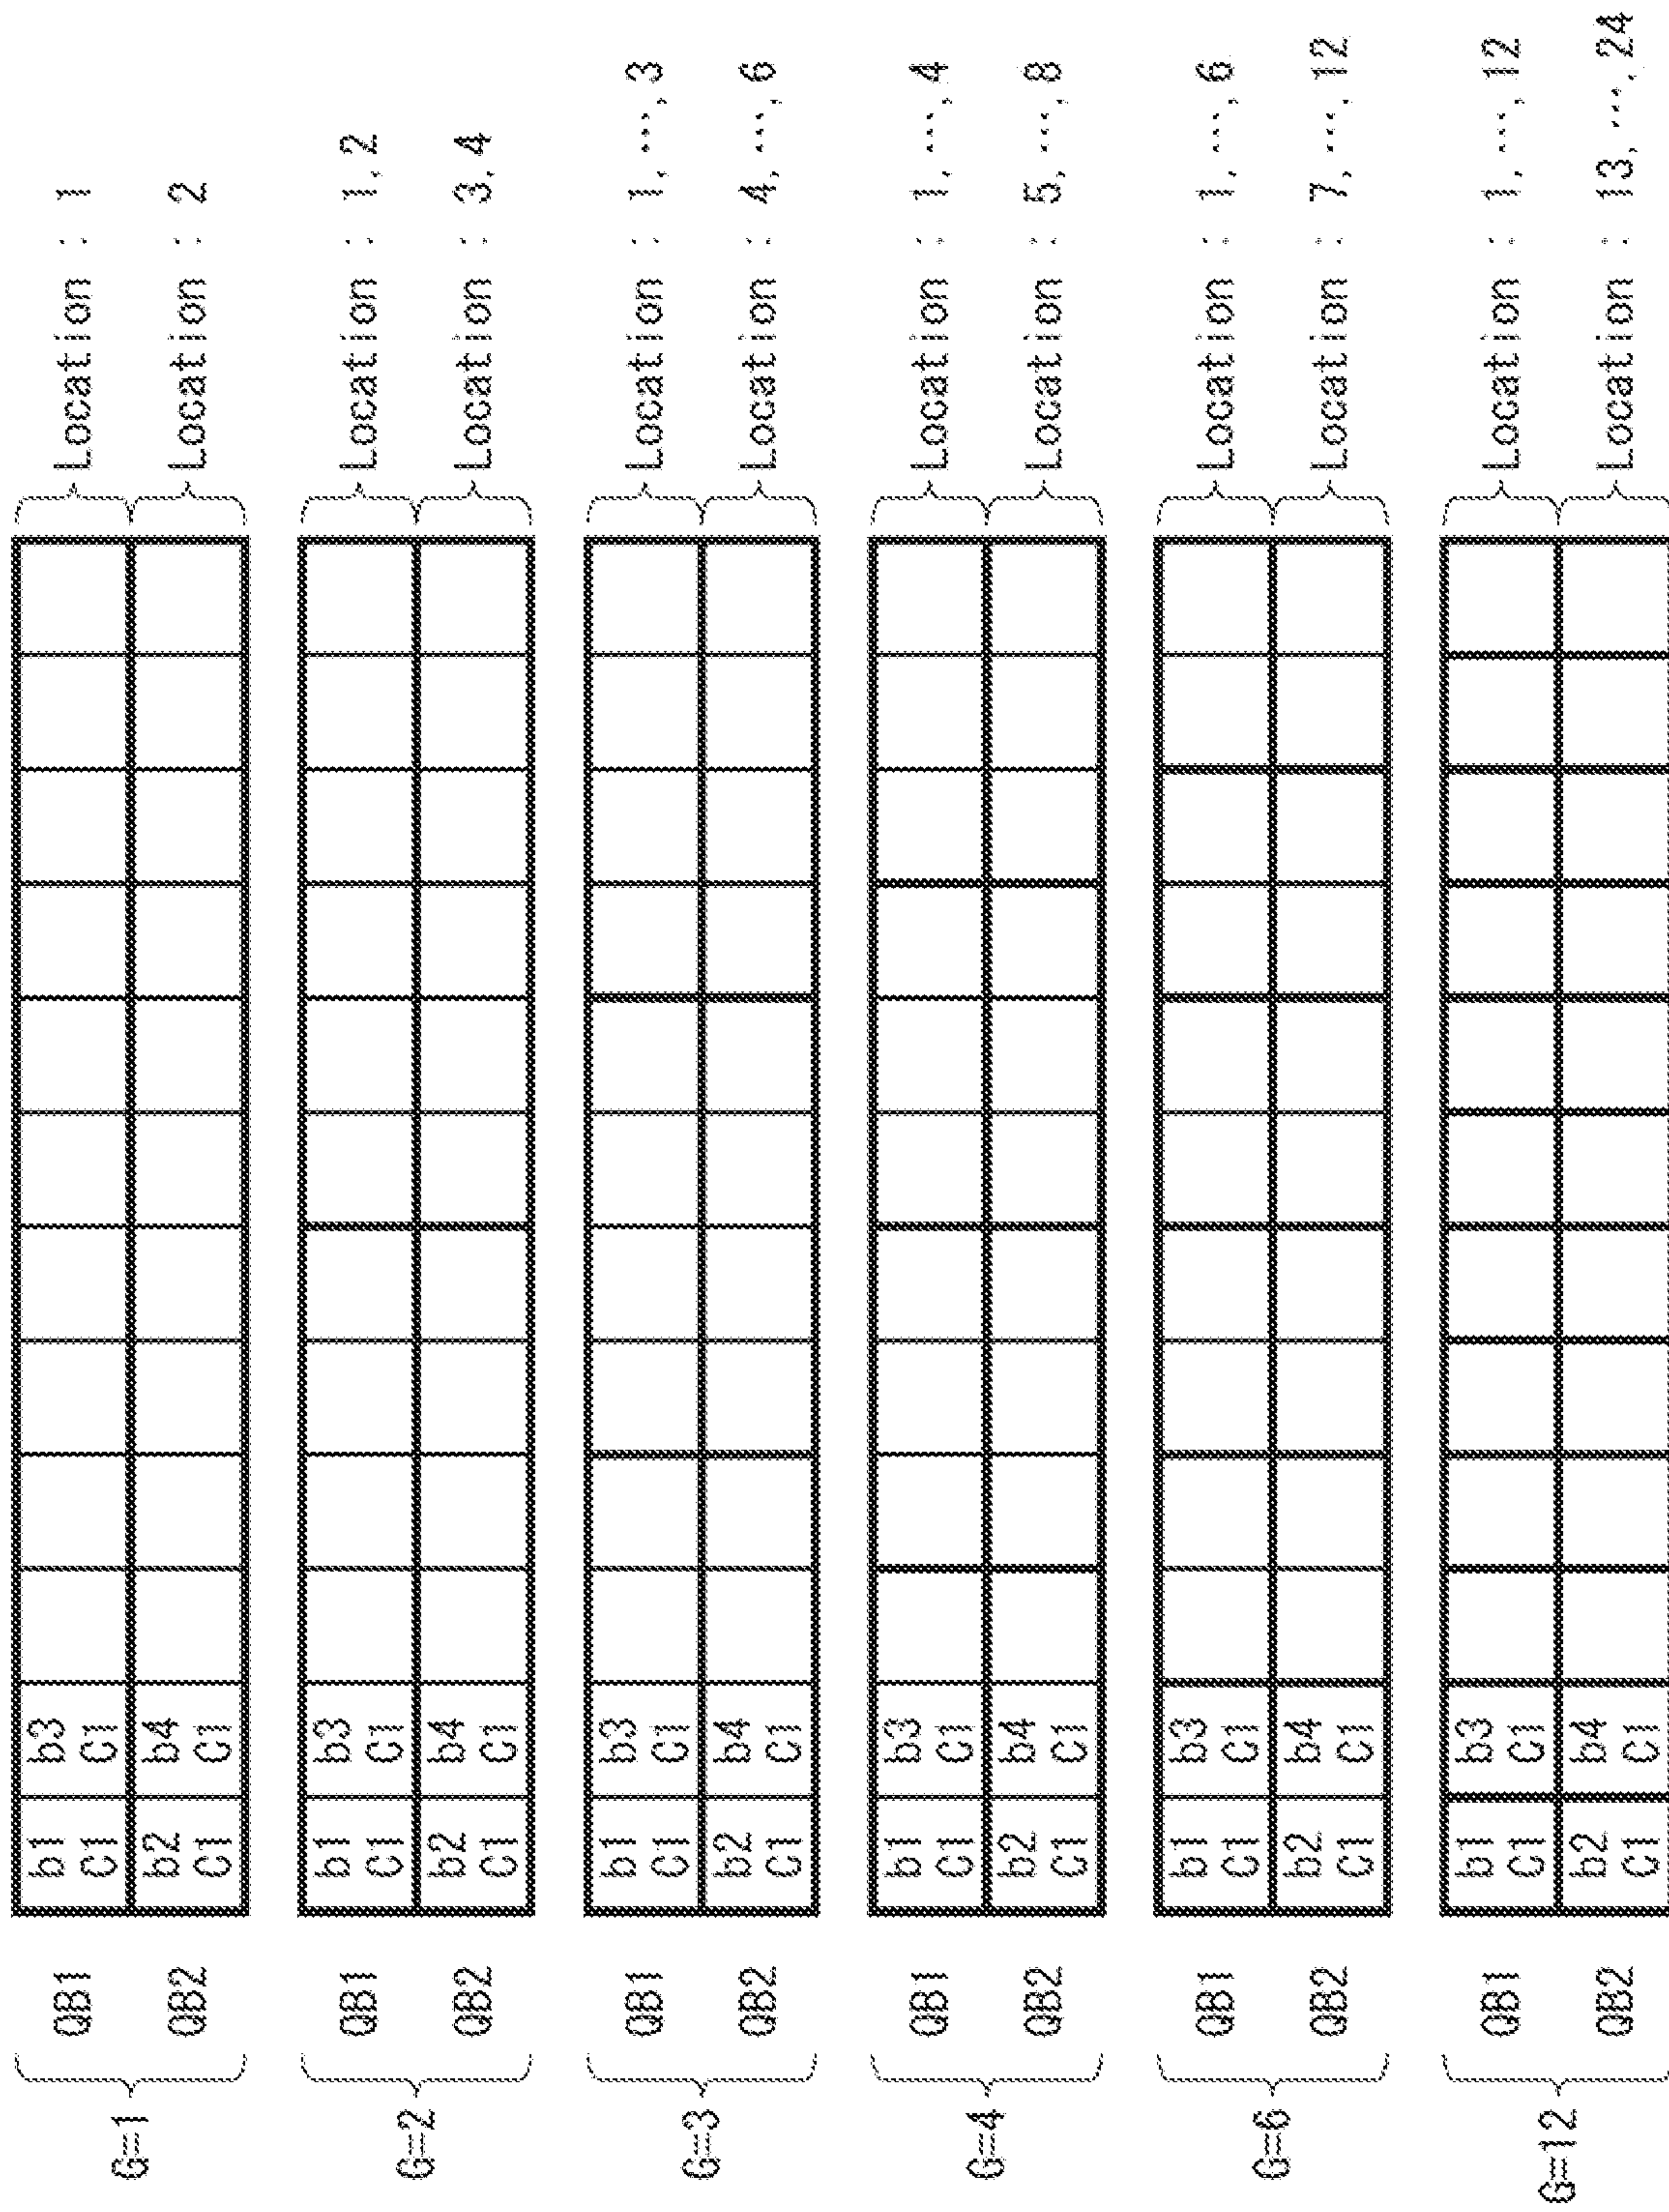 G=1
QB1
b1 b3
C1 C1
Location : 1
QB2
b2 b4
C1 C1
Location : 2
G=2
QB1
b1 b3
C1 C1
Location : 1, 2
QB2
b2 b4
C1 C1
Location : 3, 4
G=3
QB1
b1 b3
C1 C1
Location : 1, ···, 3
QB2
b2 b4
C1 C1
Location : 4, ···, 6
G=4
QB1
b1 b3
C1 C1
Location : 1, ···, 4
QB2
b2 b4
C1 C1
Location : 5, ···, 8
G=6
QB1
b1 b3
C1 C1
Location : 1, ···, 6
QB2
b2 b4
C1 C1
Location : 7, ···, 12
G=12
QB1
b1 b3
C1 C1
Location : 1, ···, 12
QB2
b2 b4
C1 C1
Location : 13, ···, 24